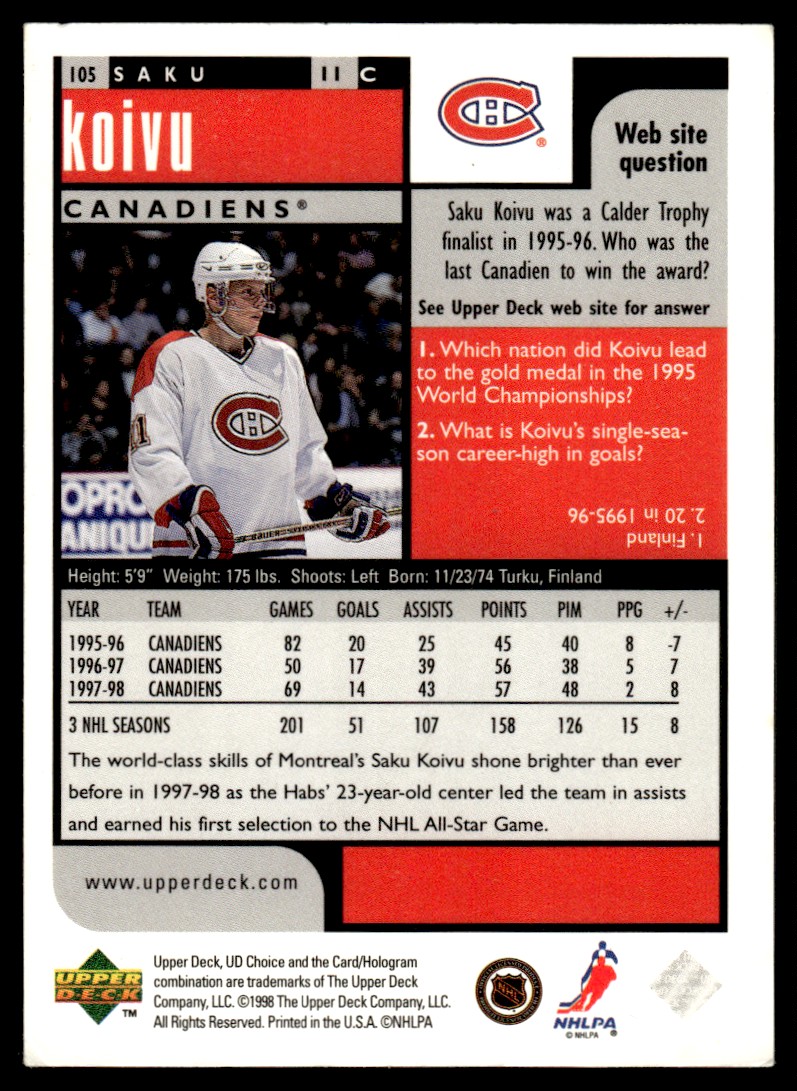 105 SAKU 11 C
Koivu
CANADIENS®
Web site
question
Saku Koivu was a Calder Trophy
finalist in 1995-96. Who was the
last Canadien to win the award?
See Upper Deck web site for answer
1. Which nation did Koivu lead
to the gold medal in the 1995
World Championships?
2. What is Koivu's single-sea-
son career-high in goals?
1. Finland
2. 20 in 1995-96
11
OPRO
ANIQU
BAUER
Height: 5'9" Weight: 175 lbs. Shoots: Left Born: 11/23/74 Turku, Finland
YEAR TEAM GAMES GOALS ASSISTS POINTS PIM PPG +/-
1995-96 CANADIENS 82 20 25 45 40 8 -7
1996-97 CANADIENS 50 17 39 56 38 5 7
1997-98 CANADIENS 69 14 43 57 48 2 8
3 NHL SEASONS 201 51 107 158 126 15 8
The world-class skills of Montreal's Saku Koivu shone brighter than ever
before in 1997-98 as the Habs' 23-year-old center led the team in assists
and earned his first selection to the NHL All-Star Game.
www.upperdeck.com
UPPER
DECK
™
Upper Deck, UD Choice and the Card/Hologram
combination are trademarks of The Upper Deck
Company, LLC. ©1998 The Upper Deck Company, LLC.
All Rights Reserved. Printed in the U.S.A. ©NHLPA
NHL
NHLPA
© NHLPA